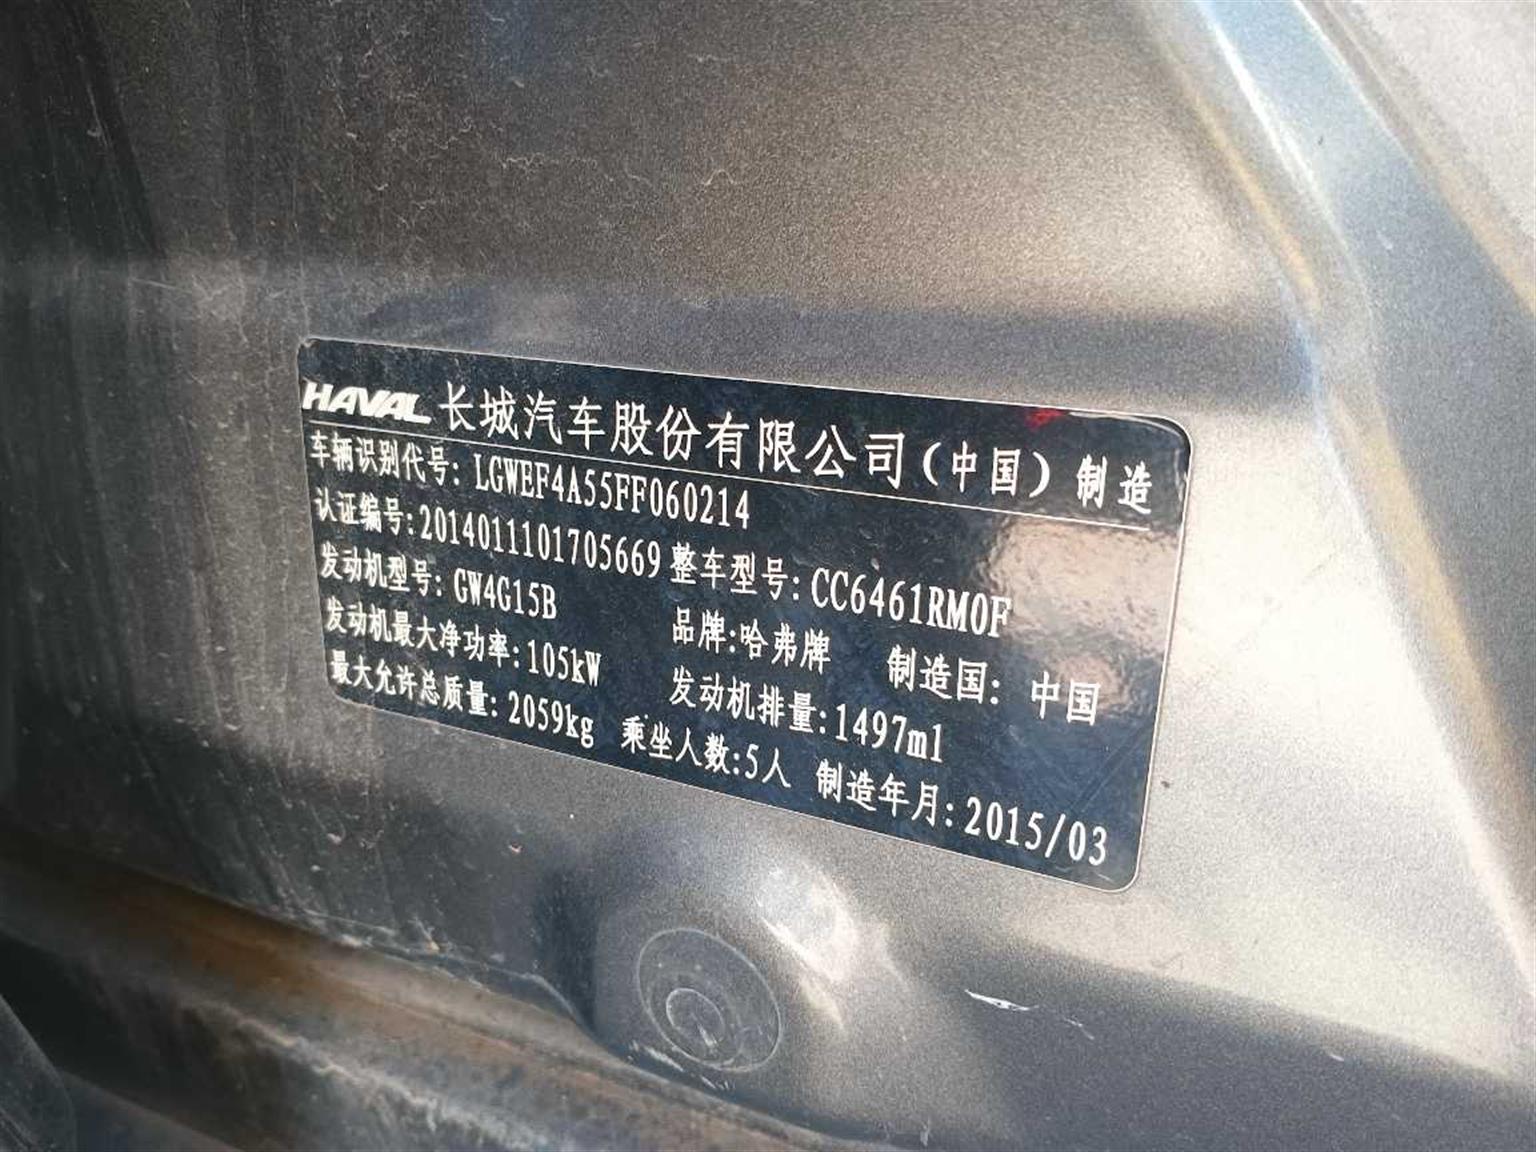 HAVAL 长城汽车股份有限公司(中国)制造
车辆识别代号: LGWEF4A55FF060214
认证编号:2014011101705669 整车型号: CC6461RM0F
发动机型号: GW4G15B 品牌:哈弗牌 制造国: 中国
发动机最大净功率:105kW 发动机排量:1497ml
最大允许总质量: 2059kg 乘坐人数:5人 制造年月:2015/03